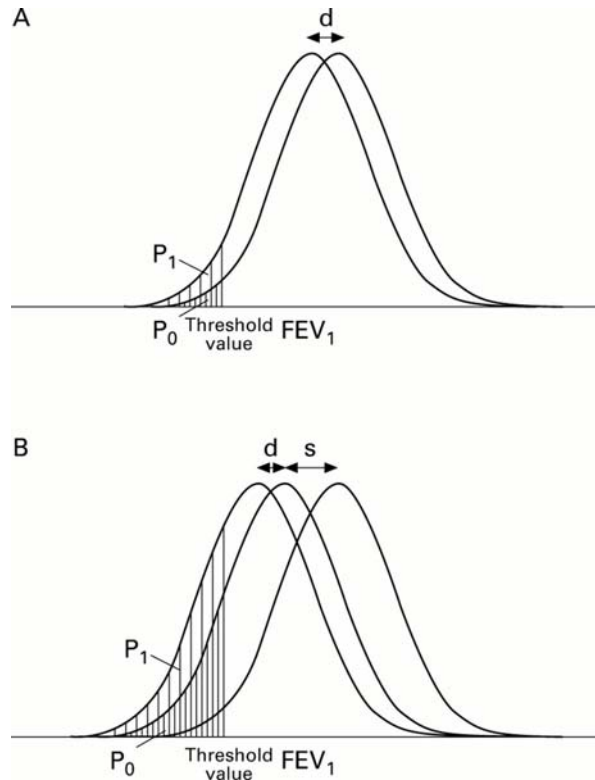 A
d
P₁
P₀ Threshold value FEV₁
B
d s
P₁
P₀ Threshold value FEV₁